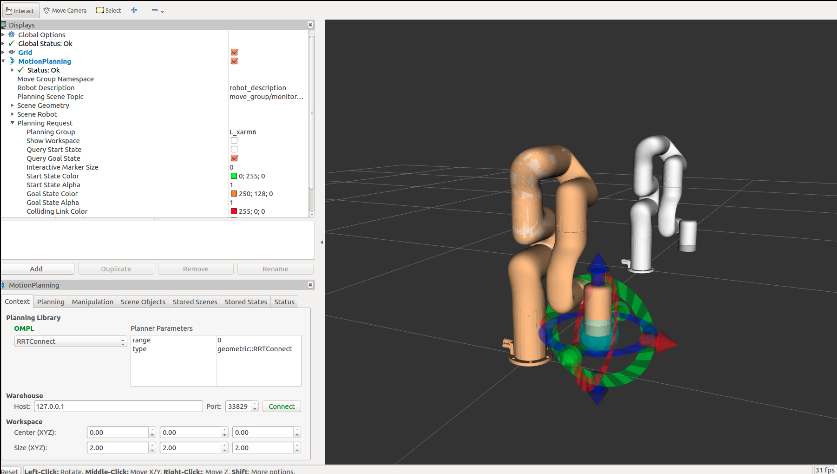 Interact Move Camera Select
Displays
Global Options
Global Status: Ok
Grid
MotionPlanning
Status: Ok
Move Group Namespace
Robot Description robot_description
Planning Scene Topic move_group/monitor...
Scene Geometry
Scene Robot
Planning Request
Planning Group L_xarm6
Show Workspace
Query Start State
Query Goal State
Interactive Marker Size 0
Start State Color 0; 255; 0
Start State Alpha 1
Goal State Color 250; 128; 0
Goal State Alpha 1
Colliding Link Color 255; 0; 0
Add Duplicate Remove Rename
MotionPlanning
Context Planning Manipulation Scene Objects Stored Scenes Stored States Status
Planning Library
OMPL Planner Parameters
RRTConnect
range 0
type geometric::RRTConnect
Warehouse
Host: 127.0.0.1 Port: 33829 Connect
Workspace
Center (XYZ): 0.00 0.00 0.00
Size (XYZ): 2.00 2.00 2.00
Reset Left-Click: Rotate. Middle-Click: Move X/Y. Right-Click: Move Z. Shift: More options. 31 fps